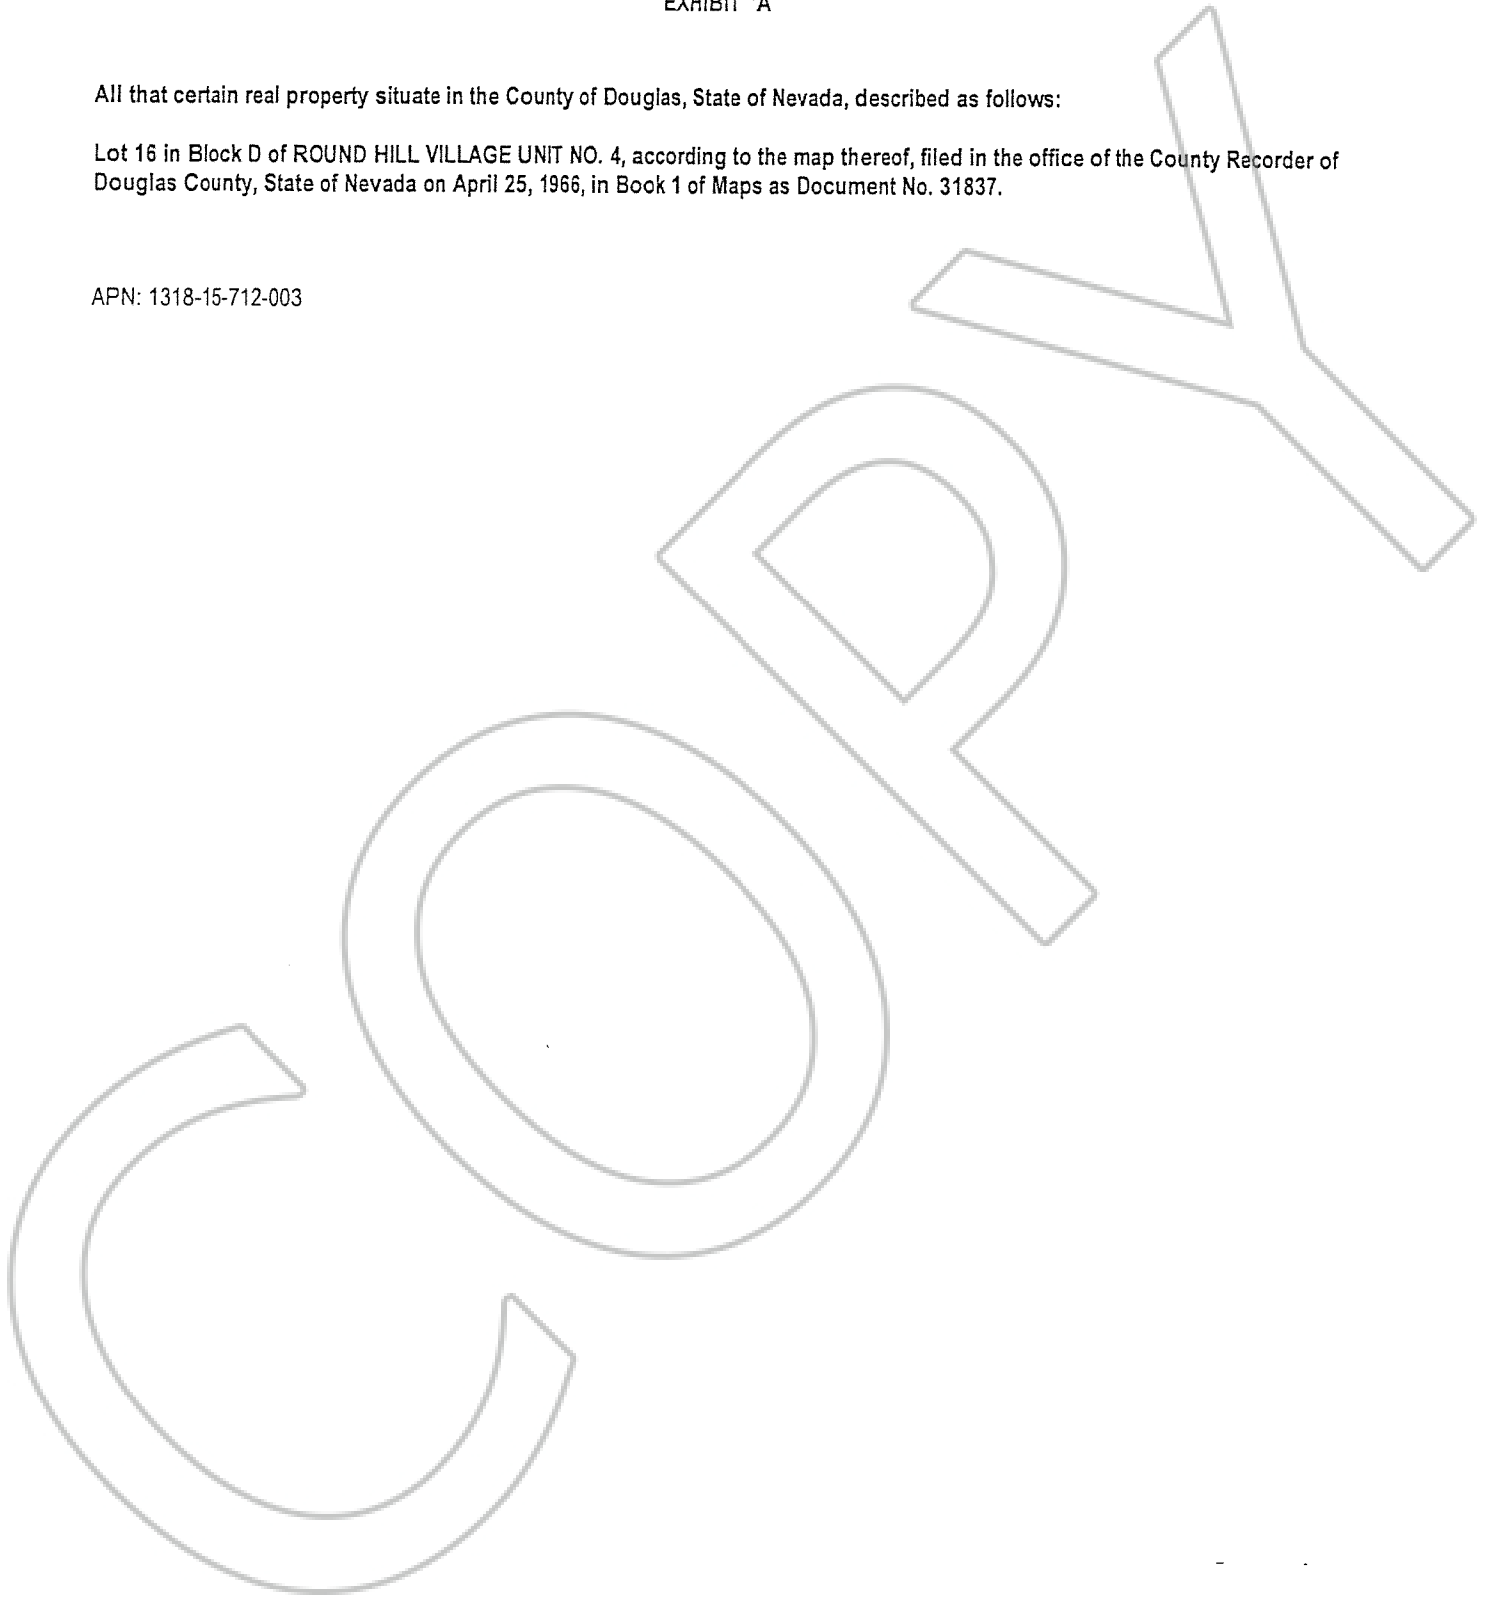 EXHIBIT "A
All that certain real property situate in the County of Douglas, State of Nevada, described as follows:
Lot 16 in Block D of ROUND HILL VILLAGE UNIT NO. 4, according to the map thereof, filed in the office of the County Recorder of
Douglas County, State of Nevada on April 25, 1966, in Book 1 of Maps as Document No. 31837.
APN: 1318-15-712-003
COPY